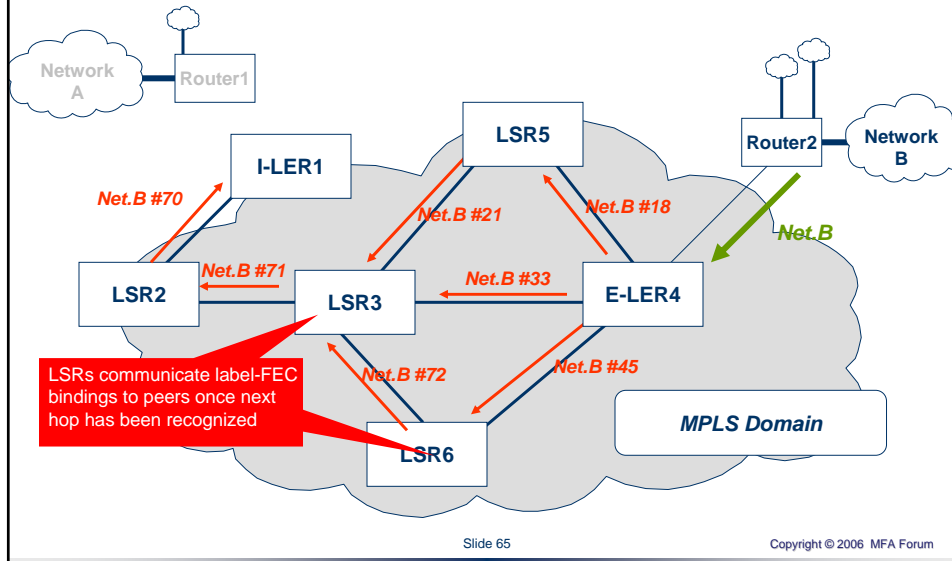 Network
A
Router1
LSR5
Router2
Network
B
I-LER1
Net.B #70
Net.B #21
Net.B #18
Net.B
Net.B #71
Net.B #33
LSR2
LSR3
E-LER4
LSRs communicate label-FEC
bindings to peers once next
hop has been recognized
Net.B #72
Net.B #45
MPLS Domain
LSR6
Slide 65
Copyright © 2006 MFA Forum